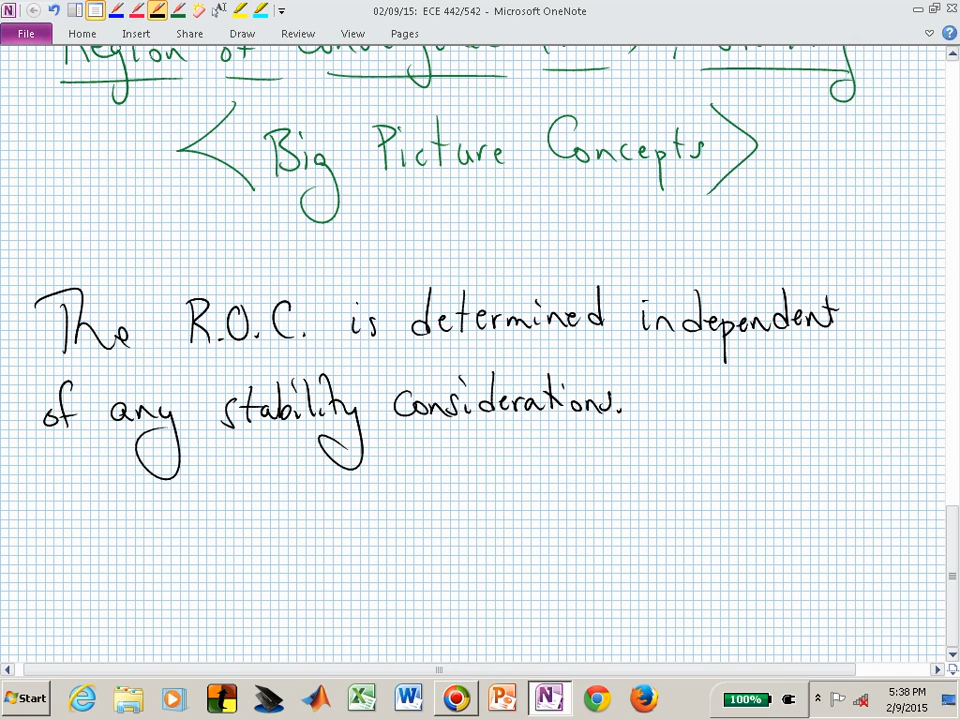 02/09/15: ECE 442/542 - Microsoft OneNote
File Home Insert Share Draw Review View Pages
Region of
<Big Picture Concepts>
The R.O.C. is determined independent
of any stability considerations.
Start
100%
5:38 PM
2/9/2015